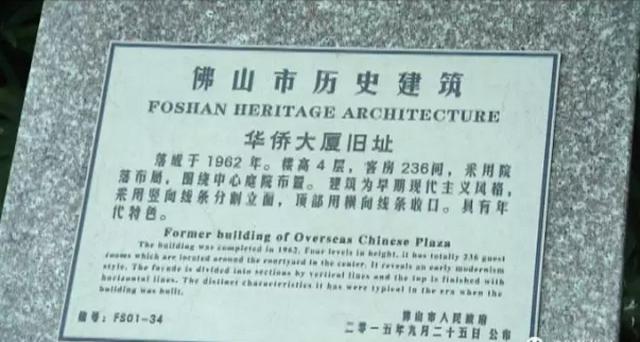 佛山市历史建筑
FOSHAN HERITAGE ARCHITECTURE
华侨大厦旧址
落成于1962年。楼高4层，客房236间，采用院
落布局，围绕中心庭院布置。建筑为早期现代主义风格，
采用竖向线条分割立面，顶部用横向线条收口。具有年
代特色。
Former building of Overseas Chinese Plaza
The building was completed in 1962. Four levels in height, it has totally 236 guest
rooms which are located around the courtyard in the center. It reveals an early modernism
style. The facade is divided into sections by vertical lines and the top is finished with
horizontal lines. The distinct characteristics it has were typical in the era when the
building was built.
编号：FS01-34
佛山市人民政府
二〇一五年九月二十五日 公布